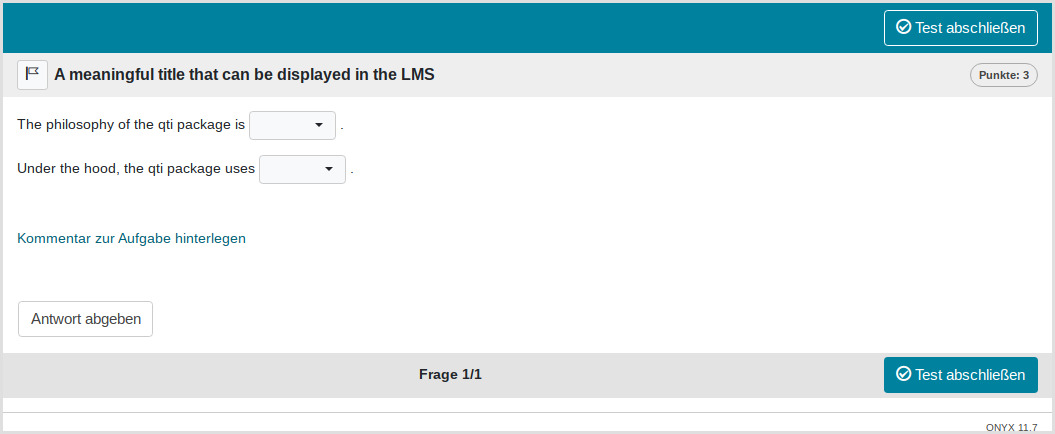 Test abschließen
A meaningful title that can be displayed in the LMS
Punkte: 3
The philosophy of the qti package is .
Under the hood, the qti package uses .
Kommentar zur Aufgabe hinterlegen
Antwort abgeben
Frage 1/1
Test abschließen
ONYX 11.7